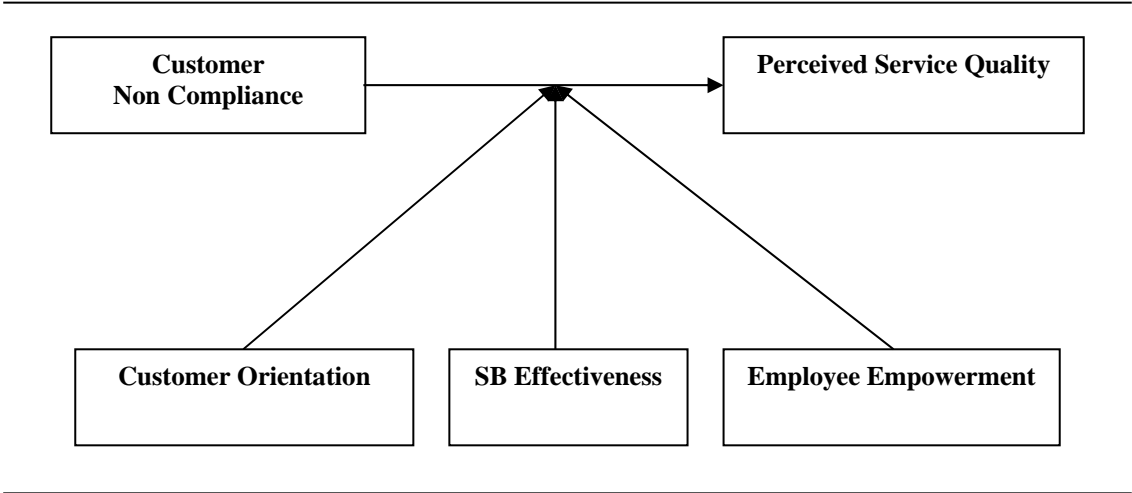 Customer
Non Compliance
Perceived Service Quality
Customer Orientation
SB Effectiveness
Employee Empowerment